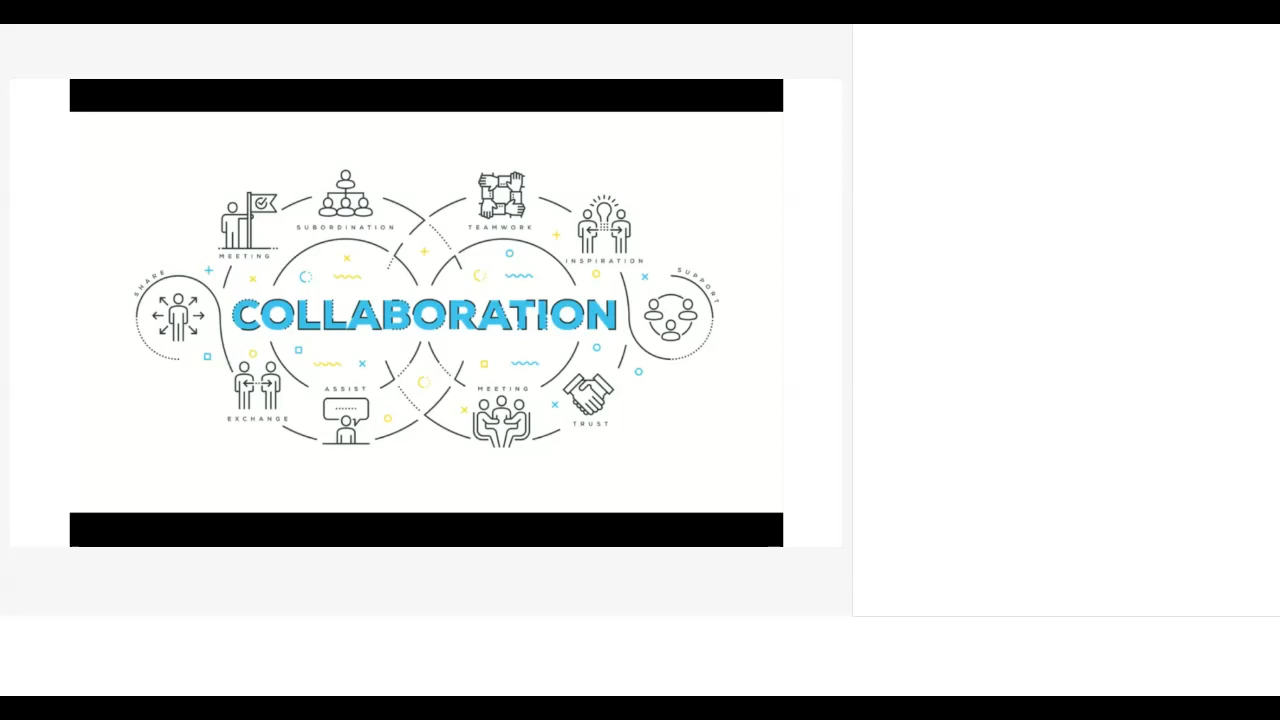 SUBORDINATION
TEAMWORK
MEETING
INSPIRATION
SHARE
SUPPORT
COLLABORATION
ASSIST
MEETING
EXCHANGE
TRUST